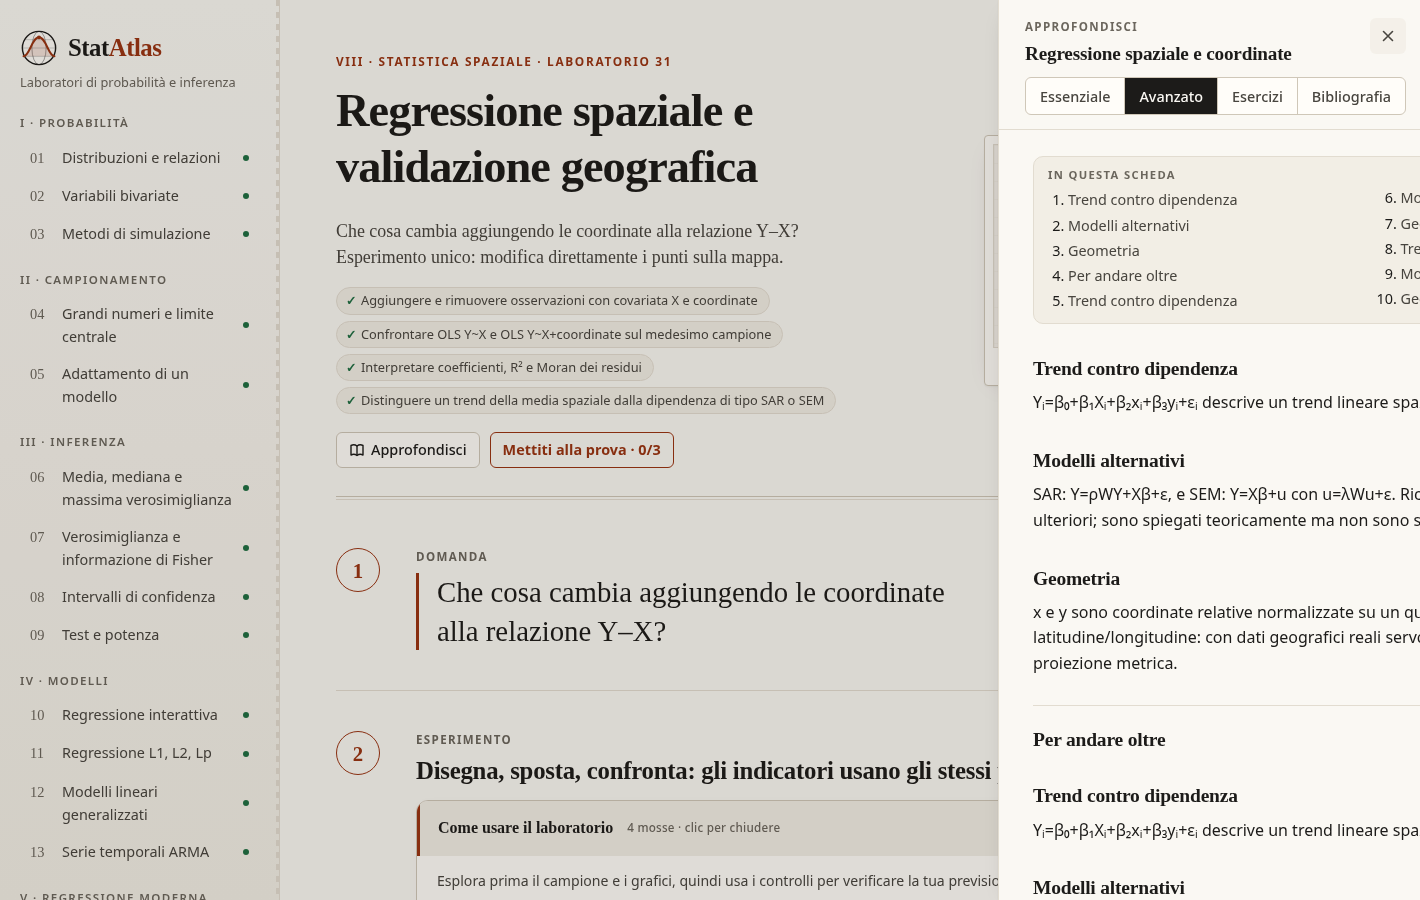 StatAtlas
Laboratori di probabilità e inferenza
I · PROBABILITÀ
01 Distribuzioni e relazioni
02 Variabili bivariate
03 Metodi di simulazione
II · CAMPIONAMENTO
04 Grandi numeri e limite
centrale
05 Adattamento di un
modello
III · INFERENZA
06 Media, mediana e
massima verosimiglianza
07 Verosimiglianza e
informazione di Fisher
08 Intervalli di confidenza
09 Test e potenza
IV · MODELLI
10 Regressione interattiva
11 Regressione L1, L2, Lp
12 Modelli lineari
generalizzati
13 Serie temporali ARMA
V · REGRESSIONE MODERNA
VIII · STATISTICA SPAZIALE · LABORATORIO 31
Regressione spaziale e
validazione geografica
Che cosa cambia aggiungendo le coordinate alla relazione Y–X?
Esperimento unico: modifica direttamente i punti sulla mappa.
✓ Aggiungere e rimuovere osservazioni con covariata X e coordinate
✓ Confrontare OLS Y~X e OLS Y~X+coordinate sul medesimo campione
✓ Interpretare coefficienti, R² e Moran dei residui
✓ Distinguere un trend della media spaziale dalla dipendenza di tipo SAR o SEM
Approfondisci
Mettiti alla prova · 0/3
1
DOMANDA
Che cosa cambia aggiungendo le coordinate
alla relazione Y–X?
2
ESPERIMENTO
Disegna, sposta, confronta: gli indicatori usano gli stessi
Come usare il laboratorio 4 mosse · clic per chiudere
Esplora prima il campione e i grafici, quindi usa i controlli per verificare la tua previsio
APPROFONDISCI
Regressione spaziale e coordinate
Essenziale Avanzato Esercizi Bibliografia
IN QUESTA SCHEDA
1. Trend contro dipendenza
2. Modelli alternativi
3. Geometria
4. Per andare oltre
5. Trend contro dipendenza
6. Mo
7. Ge
8. Tre
9. Mo
10. Ge
Trend contro dipendenza
Yᵢ=β₀+β₁Xᵢ+β₂xᵢ+β₃yᵢ+εᵢ descrive un trend lineare spa
Modelli alternativi
SAR: Y=ρWY+Xβ+ε, e SEM: Y=Xβ+u con u=λWu+ε. Ric
ulteriori; sono spiegati teoricamente ma non sono s
Geometria
x e y sono coordinate relative normalizzate su un qu
latitudine/longitudine: con dati geografici reali servo
proiezione metrica.
Per andare oltre
Trend contro dipendenza
Yᵢ=β₀+β₁Xᵢ+β₂xᵢ+β₃yᵢ+εᵢ descrive un trend lineare spa
Modelli alternativi